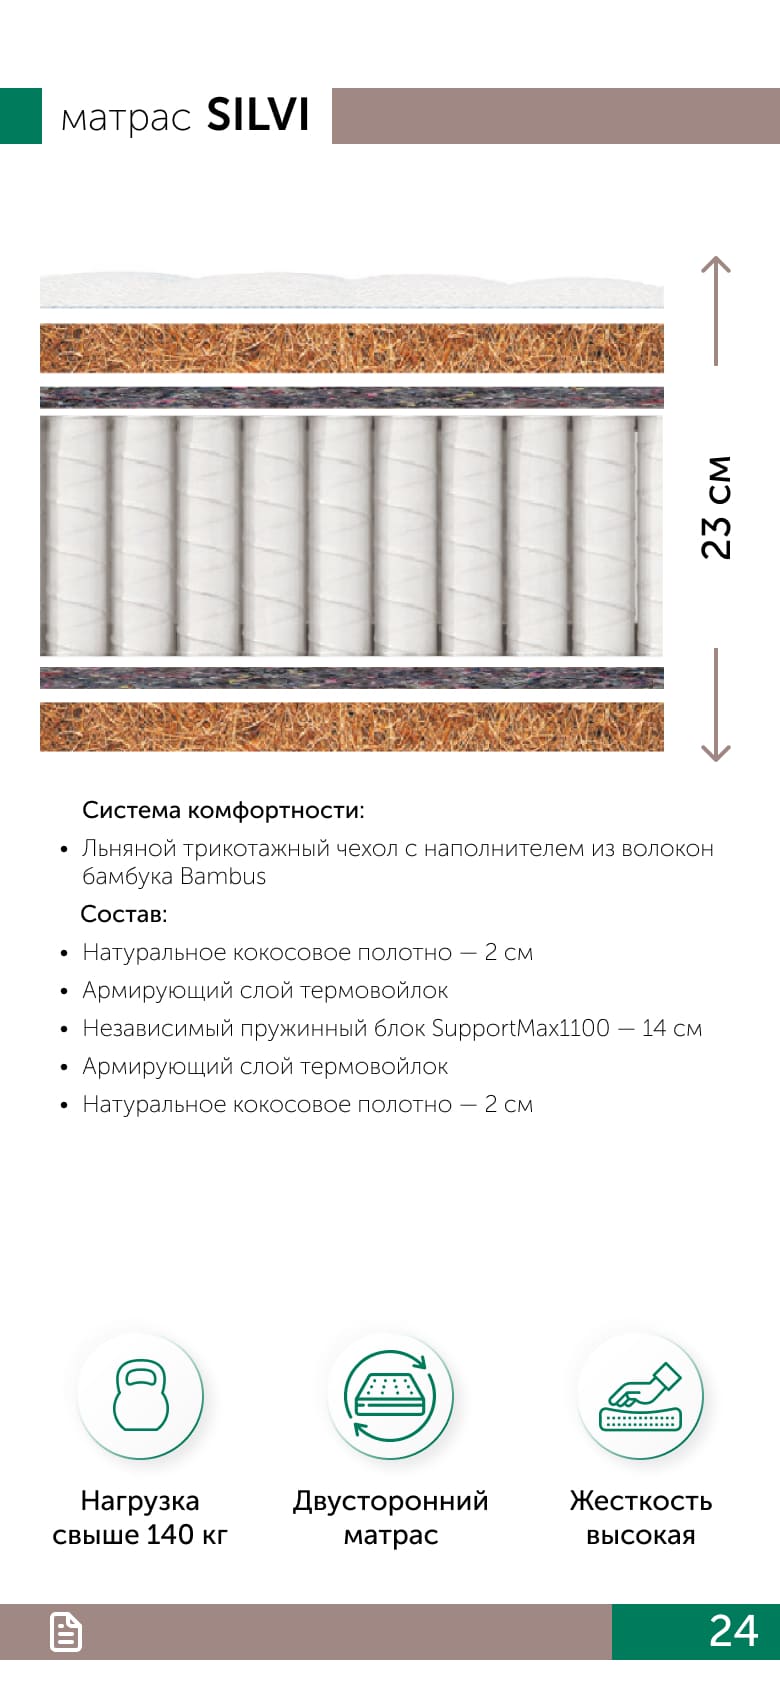 матрас SILVI
23 см
Система комфортности:
• Льняной трикотажный чехол с наполнителем из волокон
бамбука Bambus
Состав:
• Натуральное кокосовое полотно — 2 см
• Армирующий слой термовойлок
• Независимый пружинный блок SupportMax1100 — 14 см
• Армирующий слой термовойлок
• Натуральное кокосовое полотно — 2 см
Нагрузка
свыше 140 кг
Двусторонний
матрас
Жесткость
высокая
24